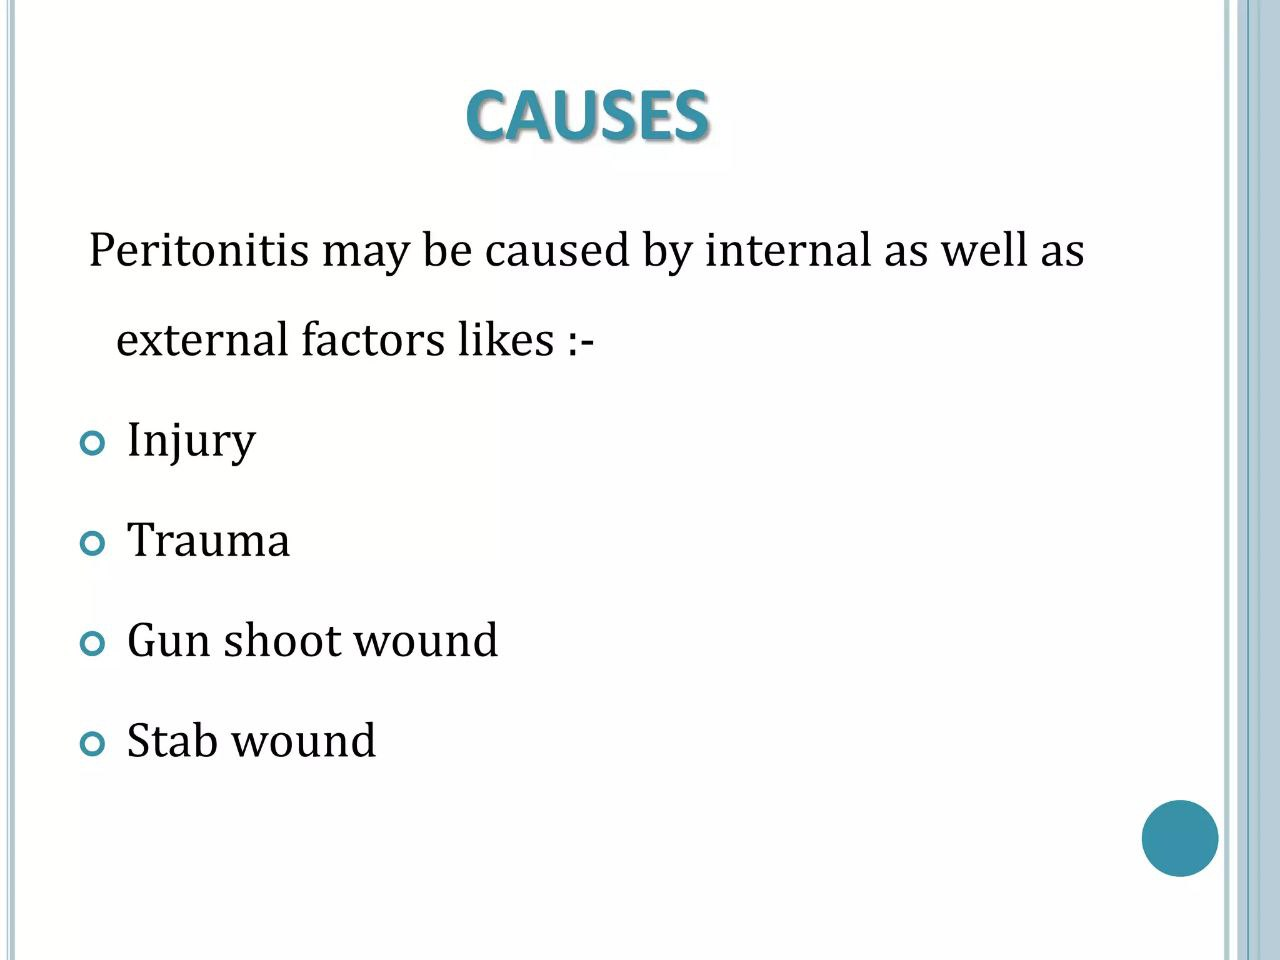 CAUSES
Peritonitis may be caused by internal as well as
external factors likes :-
Injury
Trauma
Gun shoot wound
Stab wound